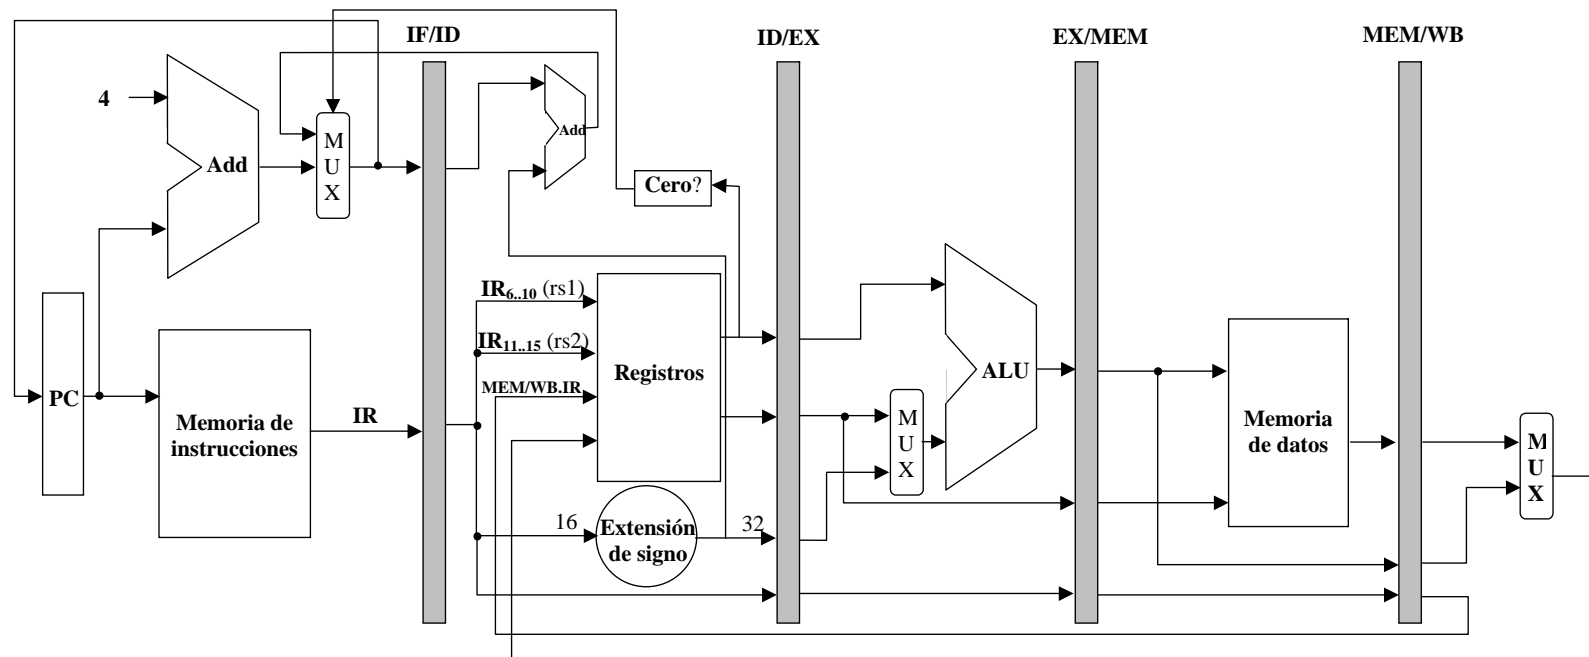 IF/ID
ID/EX
EX/MEM
MEM/WB
4
Add
M
U
X
Add
Cero?
IR6..10 (rs1)
IR11..15 (rs2)
MEM/WB.IR
Registros
PC
Memoria de
instrucciones
IR
16
Extensión
de signo
32
M
U
X
ALU
Memoria
de datos
M
U
X